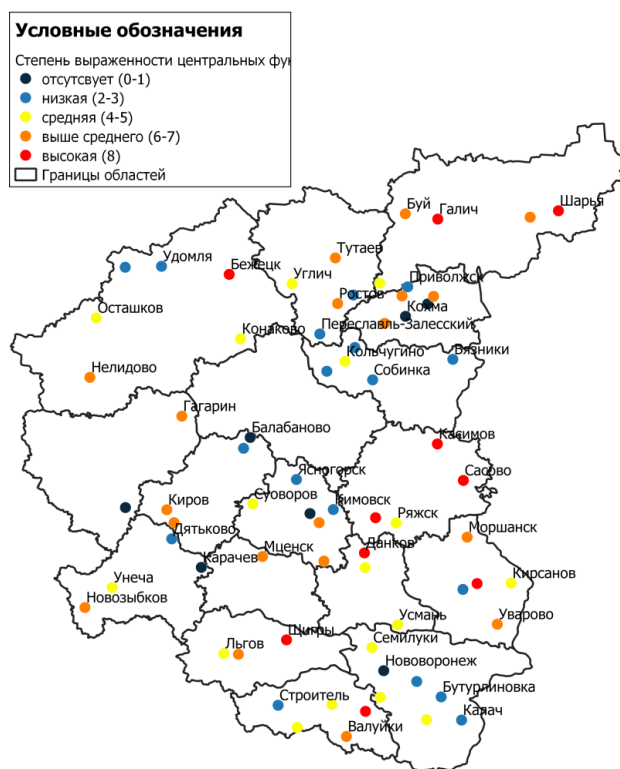 Условные обозначения
Степень выраженности центральных фун
отсутсвует (0-1)
низкая (2-3)
средняя (4-5)
выше среднего (6-7)
высокая (8)
Границы областей
Шарья
Буй
Галич
Тутаев
Удомля
Бежецк
Углич
Приволжск
Ростов
Осташков
Кохма
Переславль-Залесский
Конаково
Кольчугино
Вязники
Собинка
Нелидово
Гагарин
Балабаново
Касимов
Ясногорск
Сасово
Суворов
Кимовск
Киров
Ряжск
Дятьково
Моршанск
Мценск
Данков
Карачев
Унеча
Кирсанов
Новозыбков
Усмань
Уварово
Щигры
Семилуки
Льгов
Нововоронеж
Строитель
Бутурлиновка
Калач
Валуйки